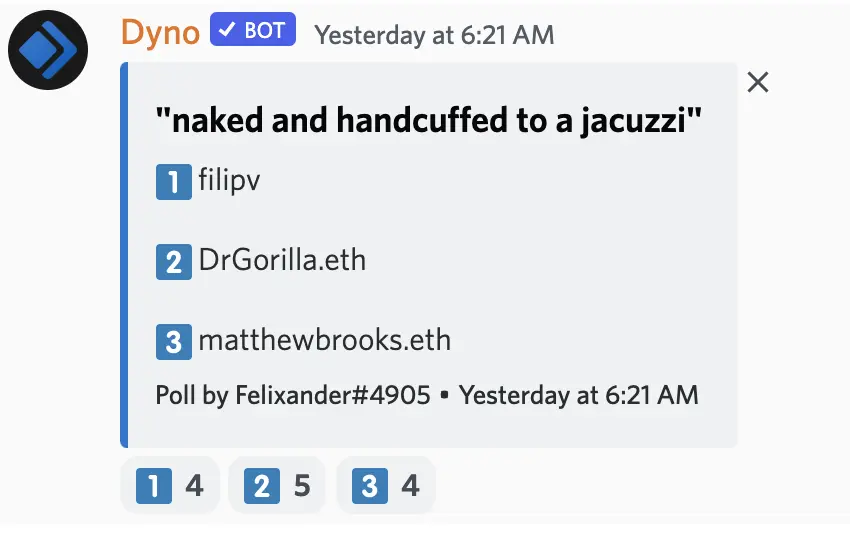 Dyno ✓ BOT Yesterday at 6:21 AM
"naked and handcuffed to a jacuzzi"
1 filipv
2 DrGorilla.eth
3 matthewbrooks.eth
Poll by Felixander#4905 • Yesterday at 6:21 AM
1 4 2 5 3 4